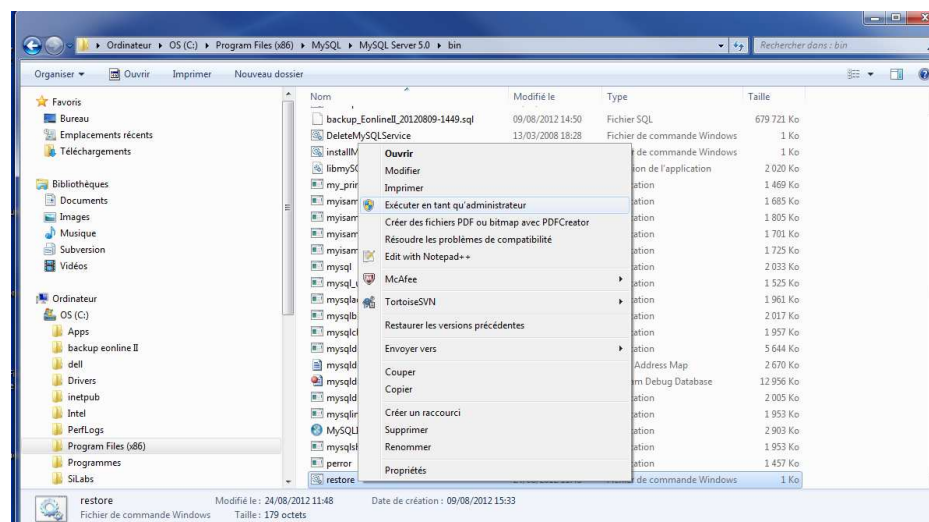 Ordinateur ▸ OS (C:) ▸ Program Files (x86) ▸ MySQL ▸ MySQL Server 5.0 ▸ bin
Rechercher dans : bin
Organiser Ouvrir Imprimer Nouveau dossier
Favoris
Bureau
Emplacements récents
Téléchargements
Bibliothèques
Documents
Images
Musique
Subversion
Vidéos
Ordinateur
OS (C:)
Apps
backup eonline II
dell
Drivers
inetpub
Intel
PerfLogs
Program Files (x86)
Programmes
SiLabs
Nom Modifié le Type Taille
backup_EonlineII_20120809-1449.sql 09/08/2012 14:50 Fichier SQL 679 721 Ko
DeleteMySQLService 13/03/2008 18:28 Fichier de commande Windows 1 Ko
installM de commande Windows 1 Ko
libmySQ ion de l'application 2 020 Ko
my_prin ation 1 469 Ko
myisam ation 1 685 Ko
myisam ation 1 805 Ko
myisam ation 1 701 Ko
myisam ation 1 725 Ko
mysql ation 2 033 Ko
mysql_u ation 1 525 Ko
mysqlad ation 1 961 Ko
mysqlb ation 2 017 Ko
mysqlcl ation 1 957 Ko
mysqld ation 5 644 Ko
mysqld Address Map 2 670 Ko
mysqld m Debug Database 12 956 Ko
mysqld ation 2 005 Ko
mysqlin ation 1 953 Ko
MySQLI ation 2 903 Ko
mysqlsh ation 1 953 Ko
perror ation 1 457 Ko
restore Fichier de commande Windows 1 Ko
Ouvrir
Modifier
Imprimer
Exécuter en tant qu'administrateur
Créer des fichiers PDF ou bitmap avec PDFCreator
Résoudre les problèmes de compatibilité
Edit with Notepad++
McAfee
TortoiseSVN
Restaurer les versions précédentes
Envoyer vers
Couper
Copier
Créer un raccourci
Supprimer
Renommer
Propriétés
restore Modifié le : 24/08/2012 11:48 Date de création : 09/08/2012 15:33
Fichier de commande Windows Taille : 179 octets